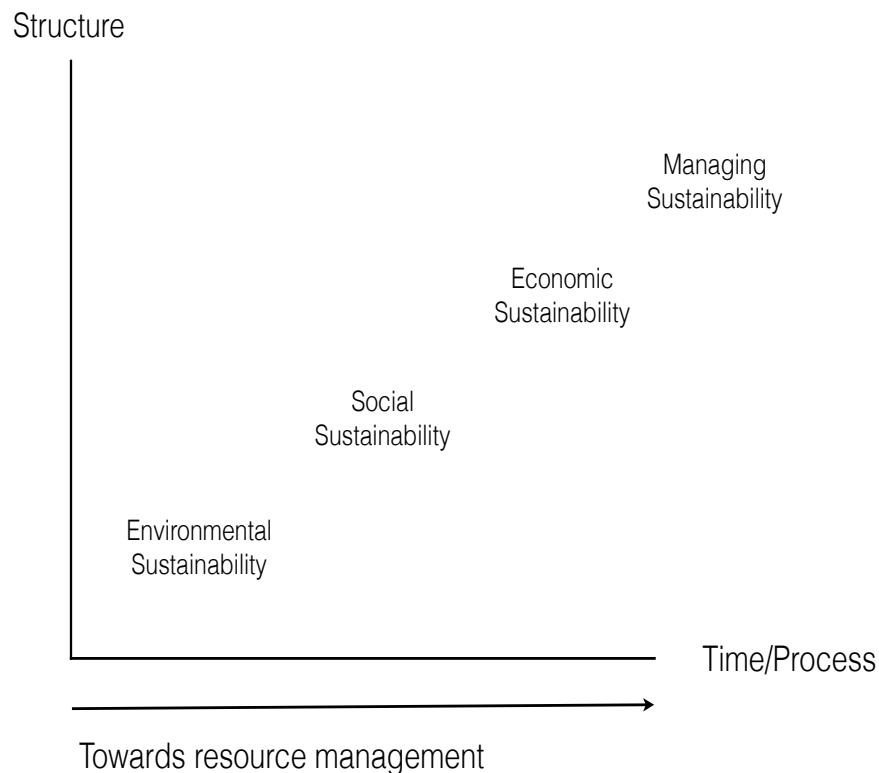 Structure
Managing
Sustainability
Economic
Sustainability
Social
Sustainability
Environmental
Sustainability
Time/Process
Towards resource management